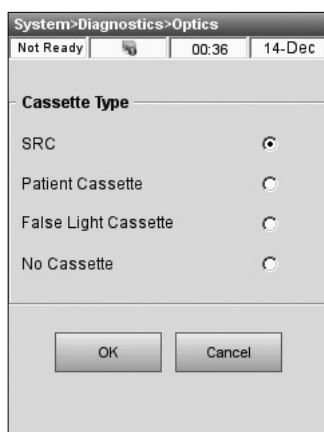 System>Diagnostics>Optics
Not Ready 00:36 14-Dec
Cassette Type
SRC
Patient Cassette
False Light Cassette
No Cassette
OK Cancel